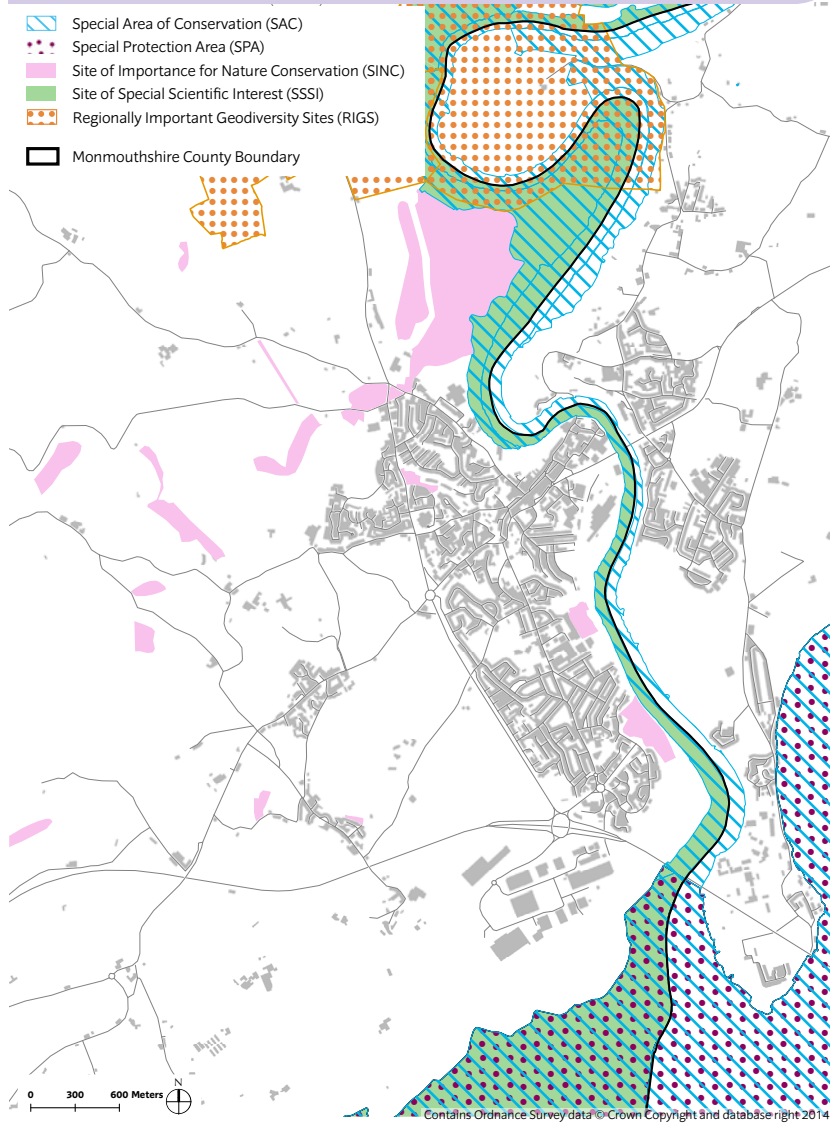 Special Area of Conservation (SAC)
Special Protection Area (SPA)
Site of Importance for Nature Conservation (SINC)
Site of Special Scientific Interest (SSSI)
Regionally Important Geodiversity Sites (RIGS)
Monmouthshire County Boundary
N
0 300 600 Meters
Contains Ordnance Survey data © Crown Copyright and database right 2014